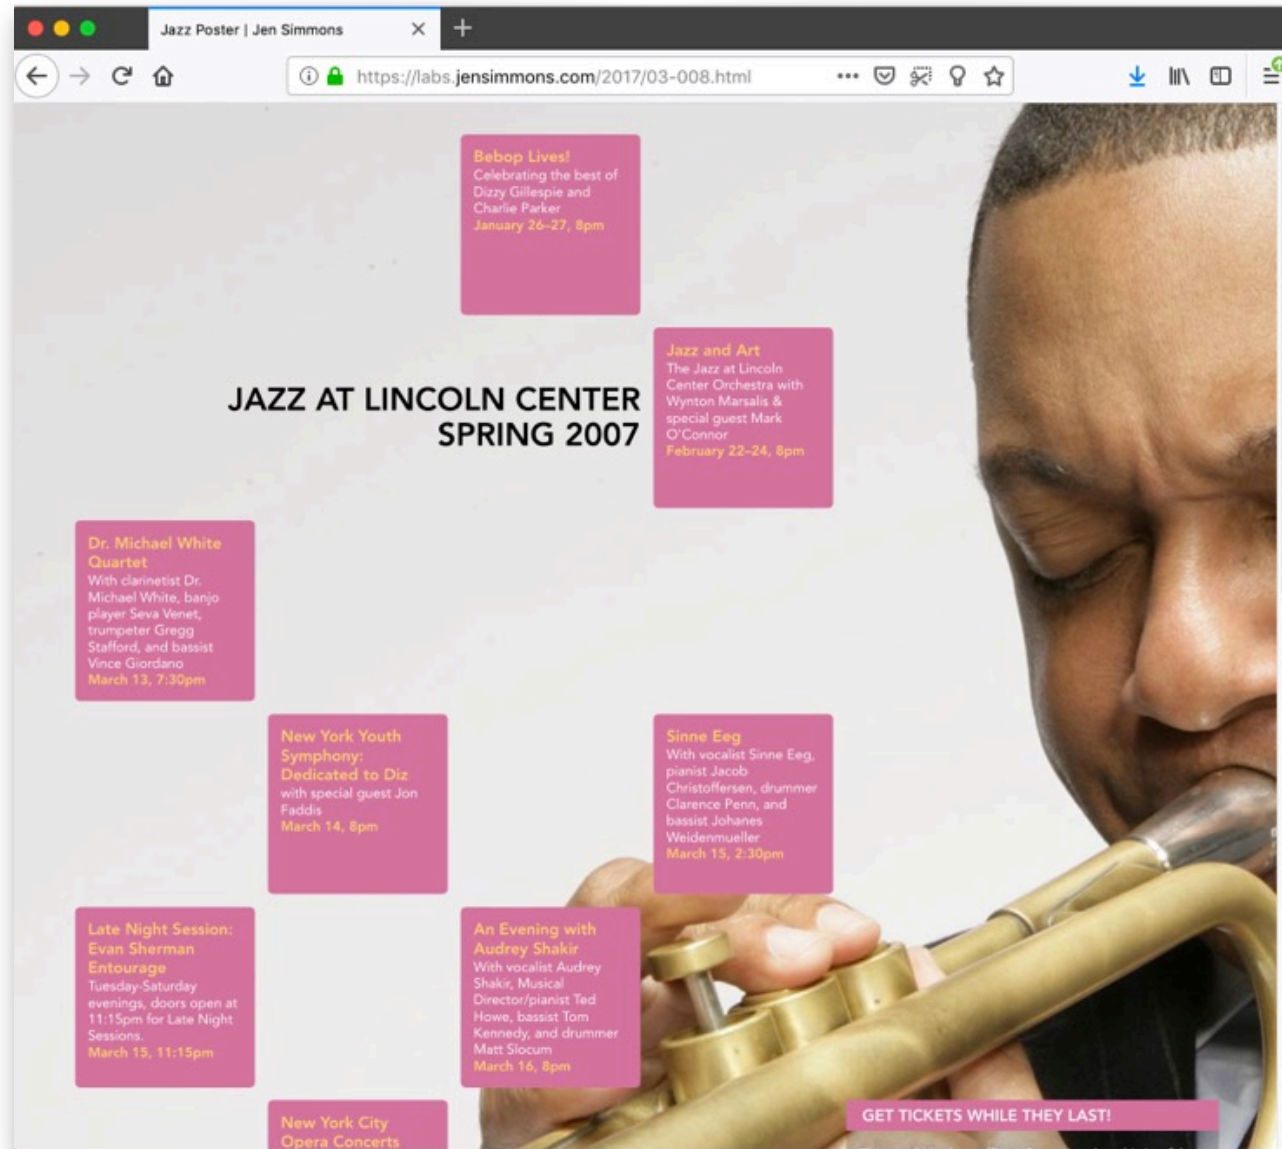 Jazz Poster | Jen Simmons
https://labs.jensimmons.com/2017/03-008.html
Bebop Lives!
Celebrating the best of
Dizzy Gillespie and
Charlie Parker
January 26–27, 8pm
Jazz and Art
The Jazz at Lincoln
Center Orchestra with
Wynton Marsalis &
special guest Mark
O'Connor
February 22–24, 8pm
JAZZ AT LINCOLN CENTER
SPRING 2007
Dr. Michael White
Quartet
With clarinetist Dr.
Michael White, banjo
player Seva Venet,
trumpeter Gregg
Stafford, and bassist
Vince Giordano
March 13, 7:30pm
New York Youth
Symphony:
Dedicated to Diz
with special guest Jon
Faddis
March 14, 8pm
Sinne Eeg
With vocalist Sinne Eeg,
pianist Jacob
Christoffersen, drummer
Clarence Penn, and
bassist Johanes
Weidenmueller
March 15, 2:30pm
Late Night Session:
Evan Sherman
Entourage
Tuesday-Saturday
evenings, doors open at
11:15pm for Late Night
Sessions.
March 15, 11:15pm
An Evening with
Audrey Shakir
With vocalist Audrey
Shakir, Musical
Director/pianist Ted
Howe, bassist Tom
Kennedy, and drummer
Matt Slocum
March 16, 8pm
New York City
Opera Concerts
GET TICKETS WHILE THEY LAST!